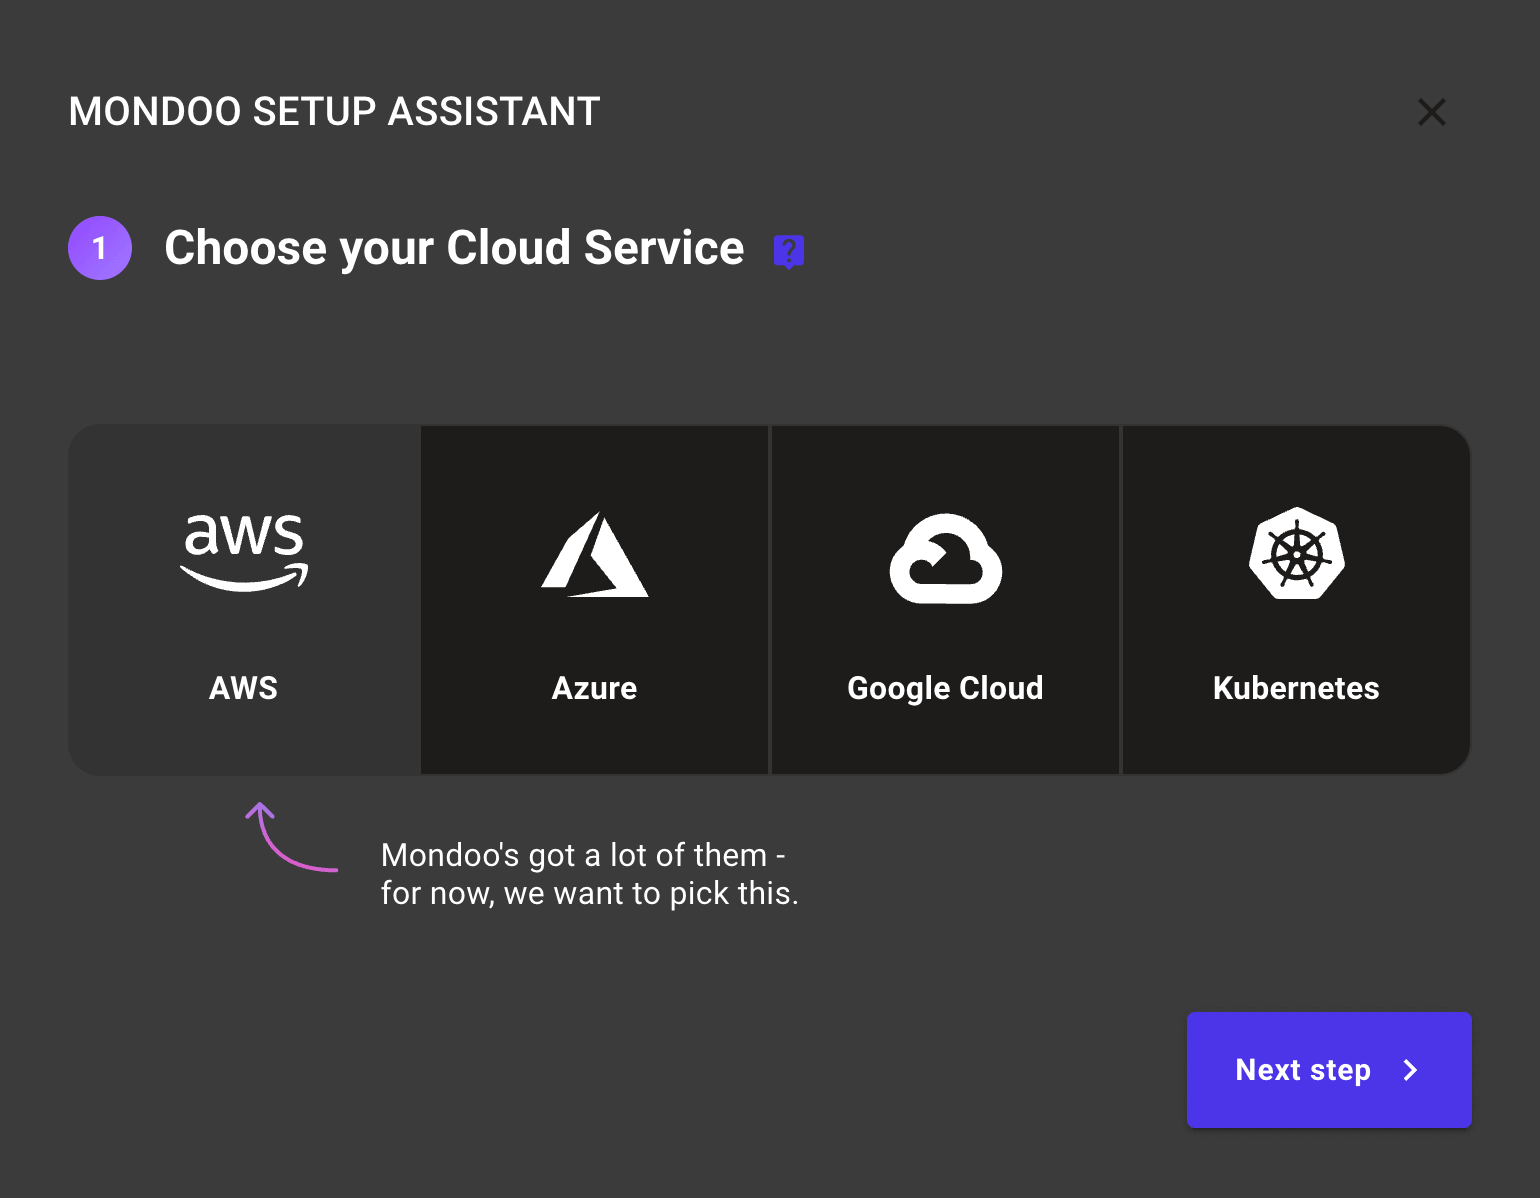 MONDOO SETUP ASSISTANT
1 Choose your Cloud Service ?
aws
AWS
Azure
Google Cloud
Kubernetes
Mondoo's got a lot of them -
for now, we want to pick this.
Next step